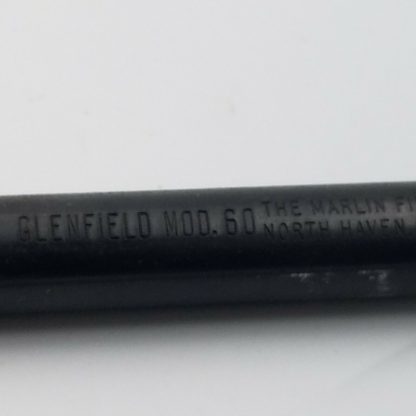 GLENFIELD MOD. 60
THE MARLIN FI
NORTH HAVEN